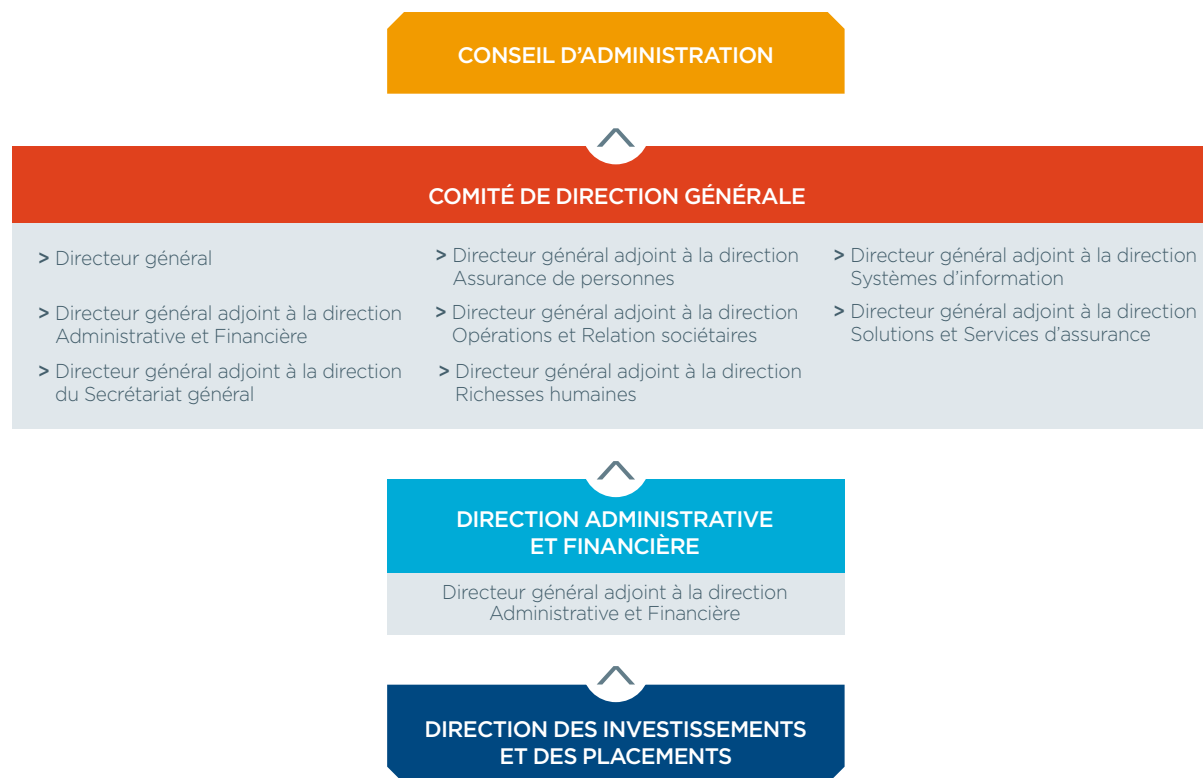 CONSEIL D'ADMINISTRATION
COMITÉ DE DIRECTION GÉNÉRALE
> Directeur général
> Directeur général adjoint à la direction
Administrative et Financière
> Directeur général adjoint à la direction
du Secrétariat général
> Directeur général adjoint à la direction
Assurance de personnes
> Directeur général adjoint à la direction
Opérations et Relation sociétaires
> Directeur général adjoint à la direction
Richesses humaines
> Directeur général adjoint à la direction
Systèmes d'information
> Directeur général adjoint à la direction
Solutions et Services d'assurance
DIRECTION ADMINISTRATIVE
ET FINANCIÈRE
Directeur général adjoint à la direction
Administrative et Financière
DIRECTION DES INVESTISSEMENTS
ET DES PLACEMENTS